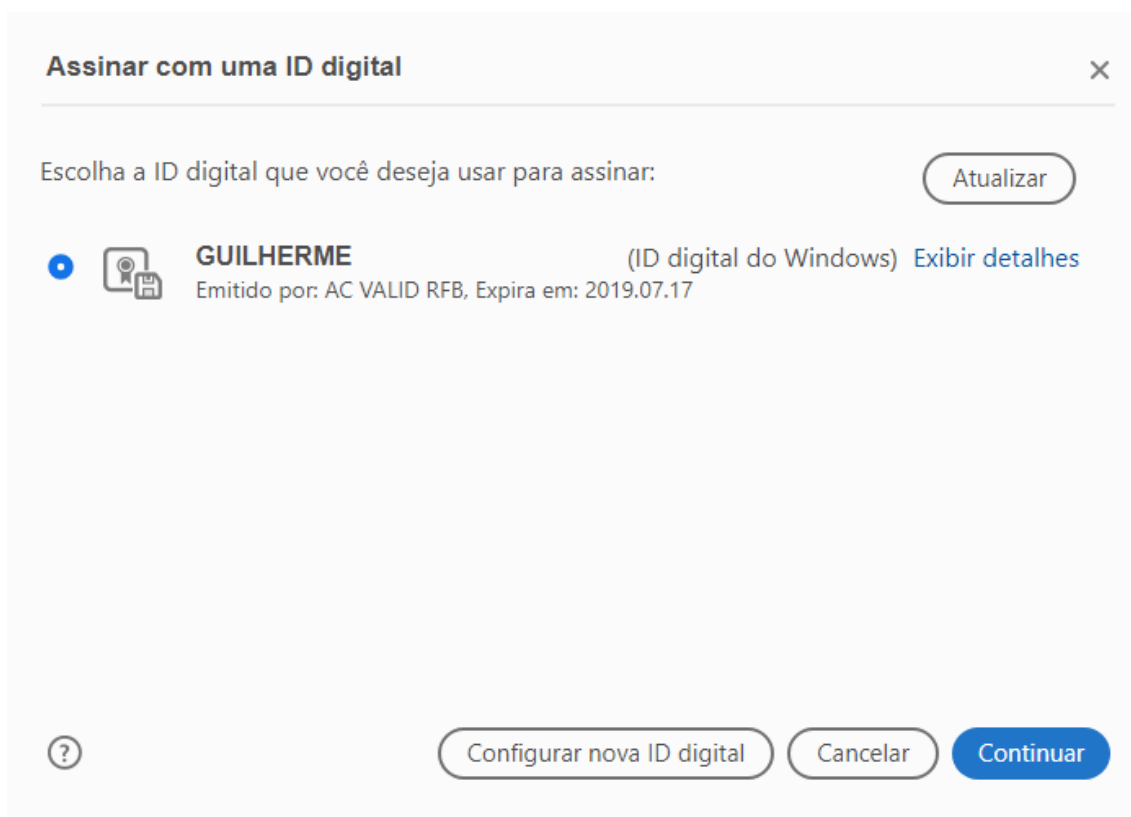 Assinar com uma ID digital
Escolha a ID digital que você deseja usar para assinar:
Atualizar
GUILHERME (ID digital do Windows) Exibir detalhes
Emitido por: AC VALID RFB, Expira em: 2019.07.17
? Configurar nova ID digital Cancelar Continuar